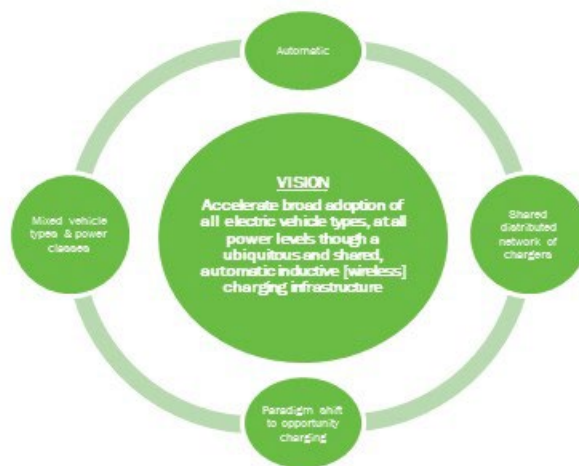 Automatic
VISION
Accelerate broad adoption of
all electric vehicle types, at all
power levels though a
ubiquitous and shared,
automatic inductive [wireless]
charging infrastructure
Mixed vehicle
types & power
classes
Shared
distributed
network of
chargers
Paradigm shift
to opportunity
charging